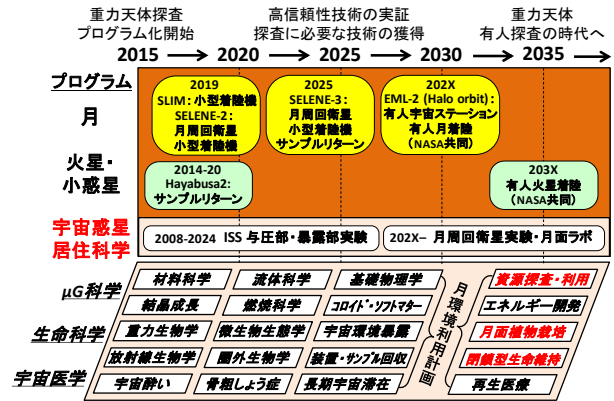 重力天体探査
プログラム化開始
高信頼性技術の実証
探査に必要な技術の獲得
重力天体
有人探査の時代へ
2015 2020 2025 2030 2035
プログラム
月
2019
SLIM：小型着陸機
SELENE-2：
月周回衛星
小型着陸機
2025
SELENE-3：
月周回衛星
小型着陸機
サンプルリターン
202X
EML-2 (Halo orbit)：
有人宇宙ステーション
有人月着陸
（NASA共同）
火星・
小惑星
2014-20
Hayabusa2：
サンプルリターン
203X
有人火星着陸
（NASA共同）
宇宙惑星
居住科学
2008-2024 ISS 与圧部・暴露部実験
202X– 月周回衛星実験・月面ラボ
μG科学
材料科学 流体科学 基礎物理学
結晶成長 燃焼科学 コロイド・ソフトマター
生命科学
重力生物学 微生物生態学 宇宙環境暴露
放射線生物学 圏外生物学 装置・サンプル回収
宇宙医学
宇宙酔い 骨粗しょう症 長期宇宙滞在
月環境利用計画
資源探査・利用
エネルギー開発
月面植物栽培
閉鎖型生命維持
再生医療